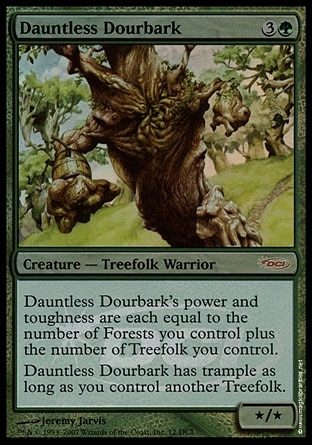 Dauntless Dourbark 3
DCI
Creature — Treefolk Warrior
Dauntless Dourbark's power and
toughness are each equal to the
number of Forests you control plus
the number of Treefolk you control.
Dauntless Dourbark has trample as
long as you control another Treefolk.
Jeremy Jarvis
™ & © 1993–2007 Wizards of the Coast, Inc. 12 DCI
*/*